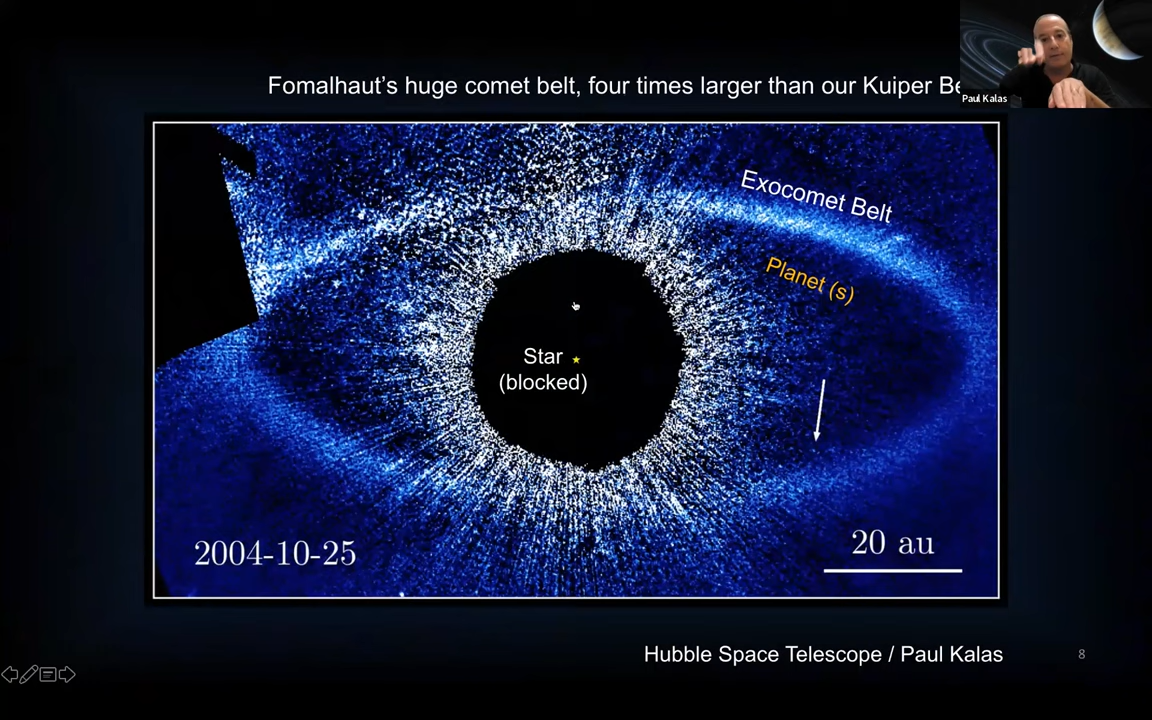 Fomalhaut's huge comet belt, four times larger than our Kuiper Be
Paul Kalas
Exocomet Belt
Planet (s)
Star
(blocked)
2004-10-25
20 au
Hubble Space Telescope / Paul Kalas
8